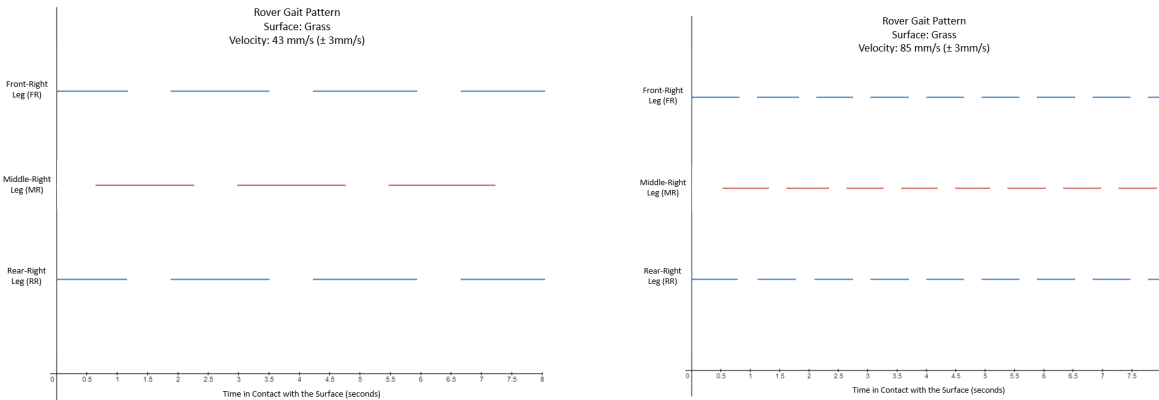 Rover Gait Pattern
Surface: Grass
Velocity: 43 mm/s (± 3mm/s)
Front-Right
Leg (FR)
Middle-Right
Leg (MR)
Rear-Right
Leg (RR)
0 0.5 1 1.5 2 2.5 3 3.5 4 4.5 5 5.5 6 6.5 7 7.5 8
Time in Contact with the Surface (seconds)
Rover Gait Pattern
Surface: Grass
Velocity: 85 mm/s (± 3mm/s)
Front-Right
Leg (FR)
Middle-Right
Leg (MR)
Rear-Right
Leg (RR)
0 0.5 1 1.5 2 2.5 3 3.5 4 4.5 5 5.5 6 6.5 7 7.5
Time in Contact with the Surface (seconds)